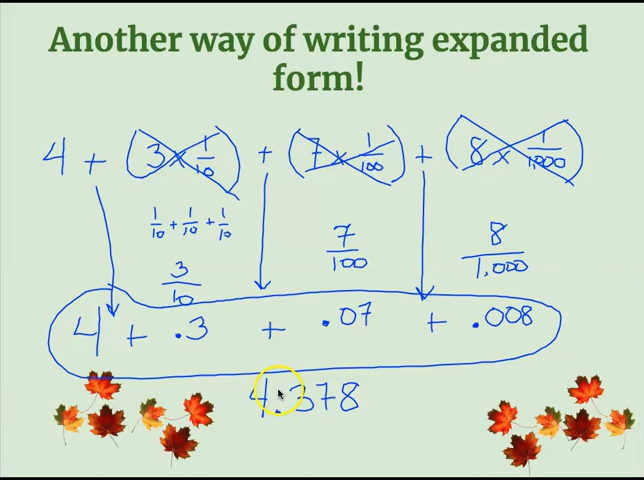 Another way of writing expanded
form!
4 + (3 x 1/10) + (7 x 1/100) + (8 x 1/1,000)
1/10 + 1/10 + 1/10
3/10 7/100 8/1,000
4 + .3 + .07 + .008
4.378